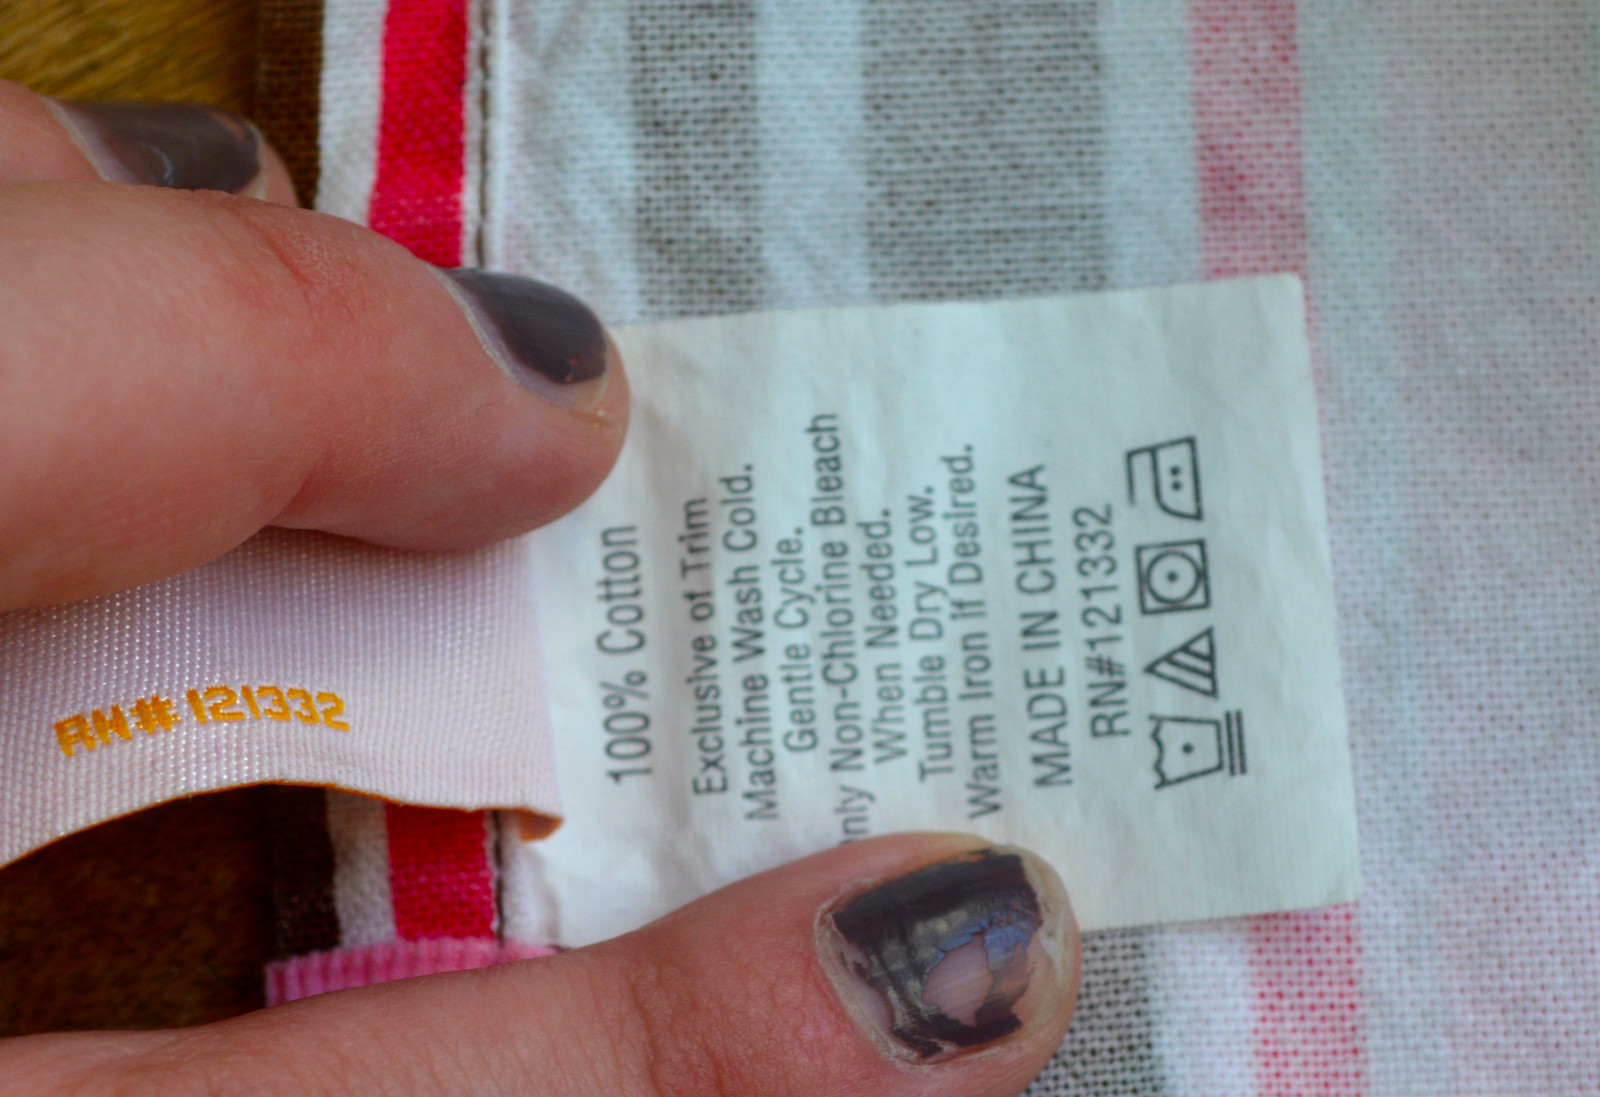 RN# 121332
100% Cotton
Exclusive of Trim
Machine Wash Cold.
Gentle Cycle.
Non-Chlorine Bleach
When Needed.
Tumble Dry Low.
Warm Iron if Desired.
MADE IN CHINA
RN#121332